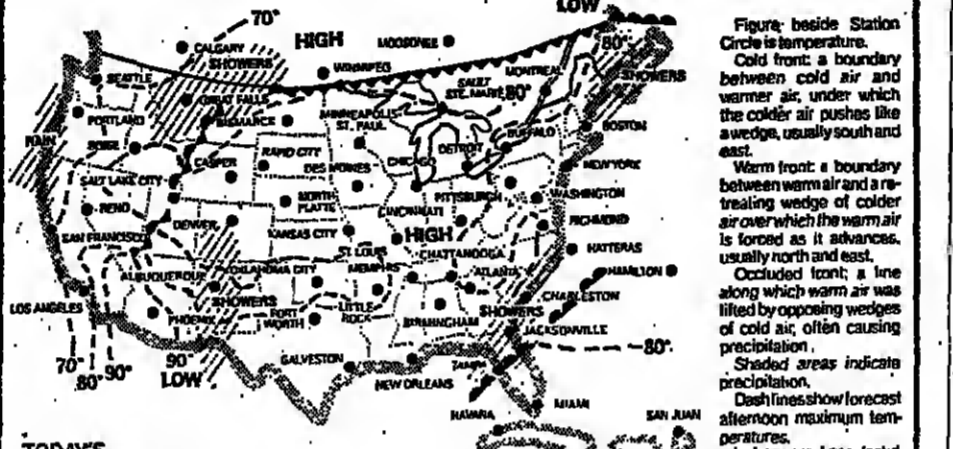 70°
LOW
HIGH
MOOSONEE
80°
CALGARY
SHOWERS
WINNIPEG
MONTREAL
SHOWERS
SEATTLE
SAULT
STE. MARIE
80°
GREAT FALLS
PORTLAND
BISMARCK
MINNEAPOLIS
ST. PAUL
BUFFALO
BOSTON
RAIN
BOISE
RAPID CITY
CASPER
DES MOINES
CHICAGO
DETROIT
NEW YORK
SALT LAKE CITY
NORTH
PLATTE
PITTSBURGH
WASHINGTON
RENO
DENVER
CINCINNATI
RICHMOND
SAN FRANCISCO
KANSAS CITY
HIGH
ST. LOUIS
CHATTANOOGA
HATTERAS
ALBUQUERQUE
OKLAHOMA CITY
MEMPHIS
ATLANTA
HAMILTON
LOS ANGELES
SHOWERS
LITTLE
ROCK
CHARLESTON
PHOENIX
FORT
WORTH
BIRMINGHAM
SHOWERS
JACKSONVILLE
70°
80°
90°
90°
LOW
GALVESTON
NEW ORLEANS
TAMPA
80°
HAVANA
MIAMI
SAN JUAN
TODAY'S
Figure beside Station
Circle is temperature.
Cold front: a boundary
between cold air and
warmer air, under which
the colder air pushes like
a wedge, usually south and
east.
Warm front: a boundary
between warm air and a re-
treating wedge of colder
air over which the warm air
is forced as it advances,
usually north and east.
Occluded front; a line
along which warm air was
lifted by opposing wedges
of cold air, often causing
precipitation.
Shaded areas indicate
precipitation.
Dash lines show forecast
afternoon maximum tem-
peratures.